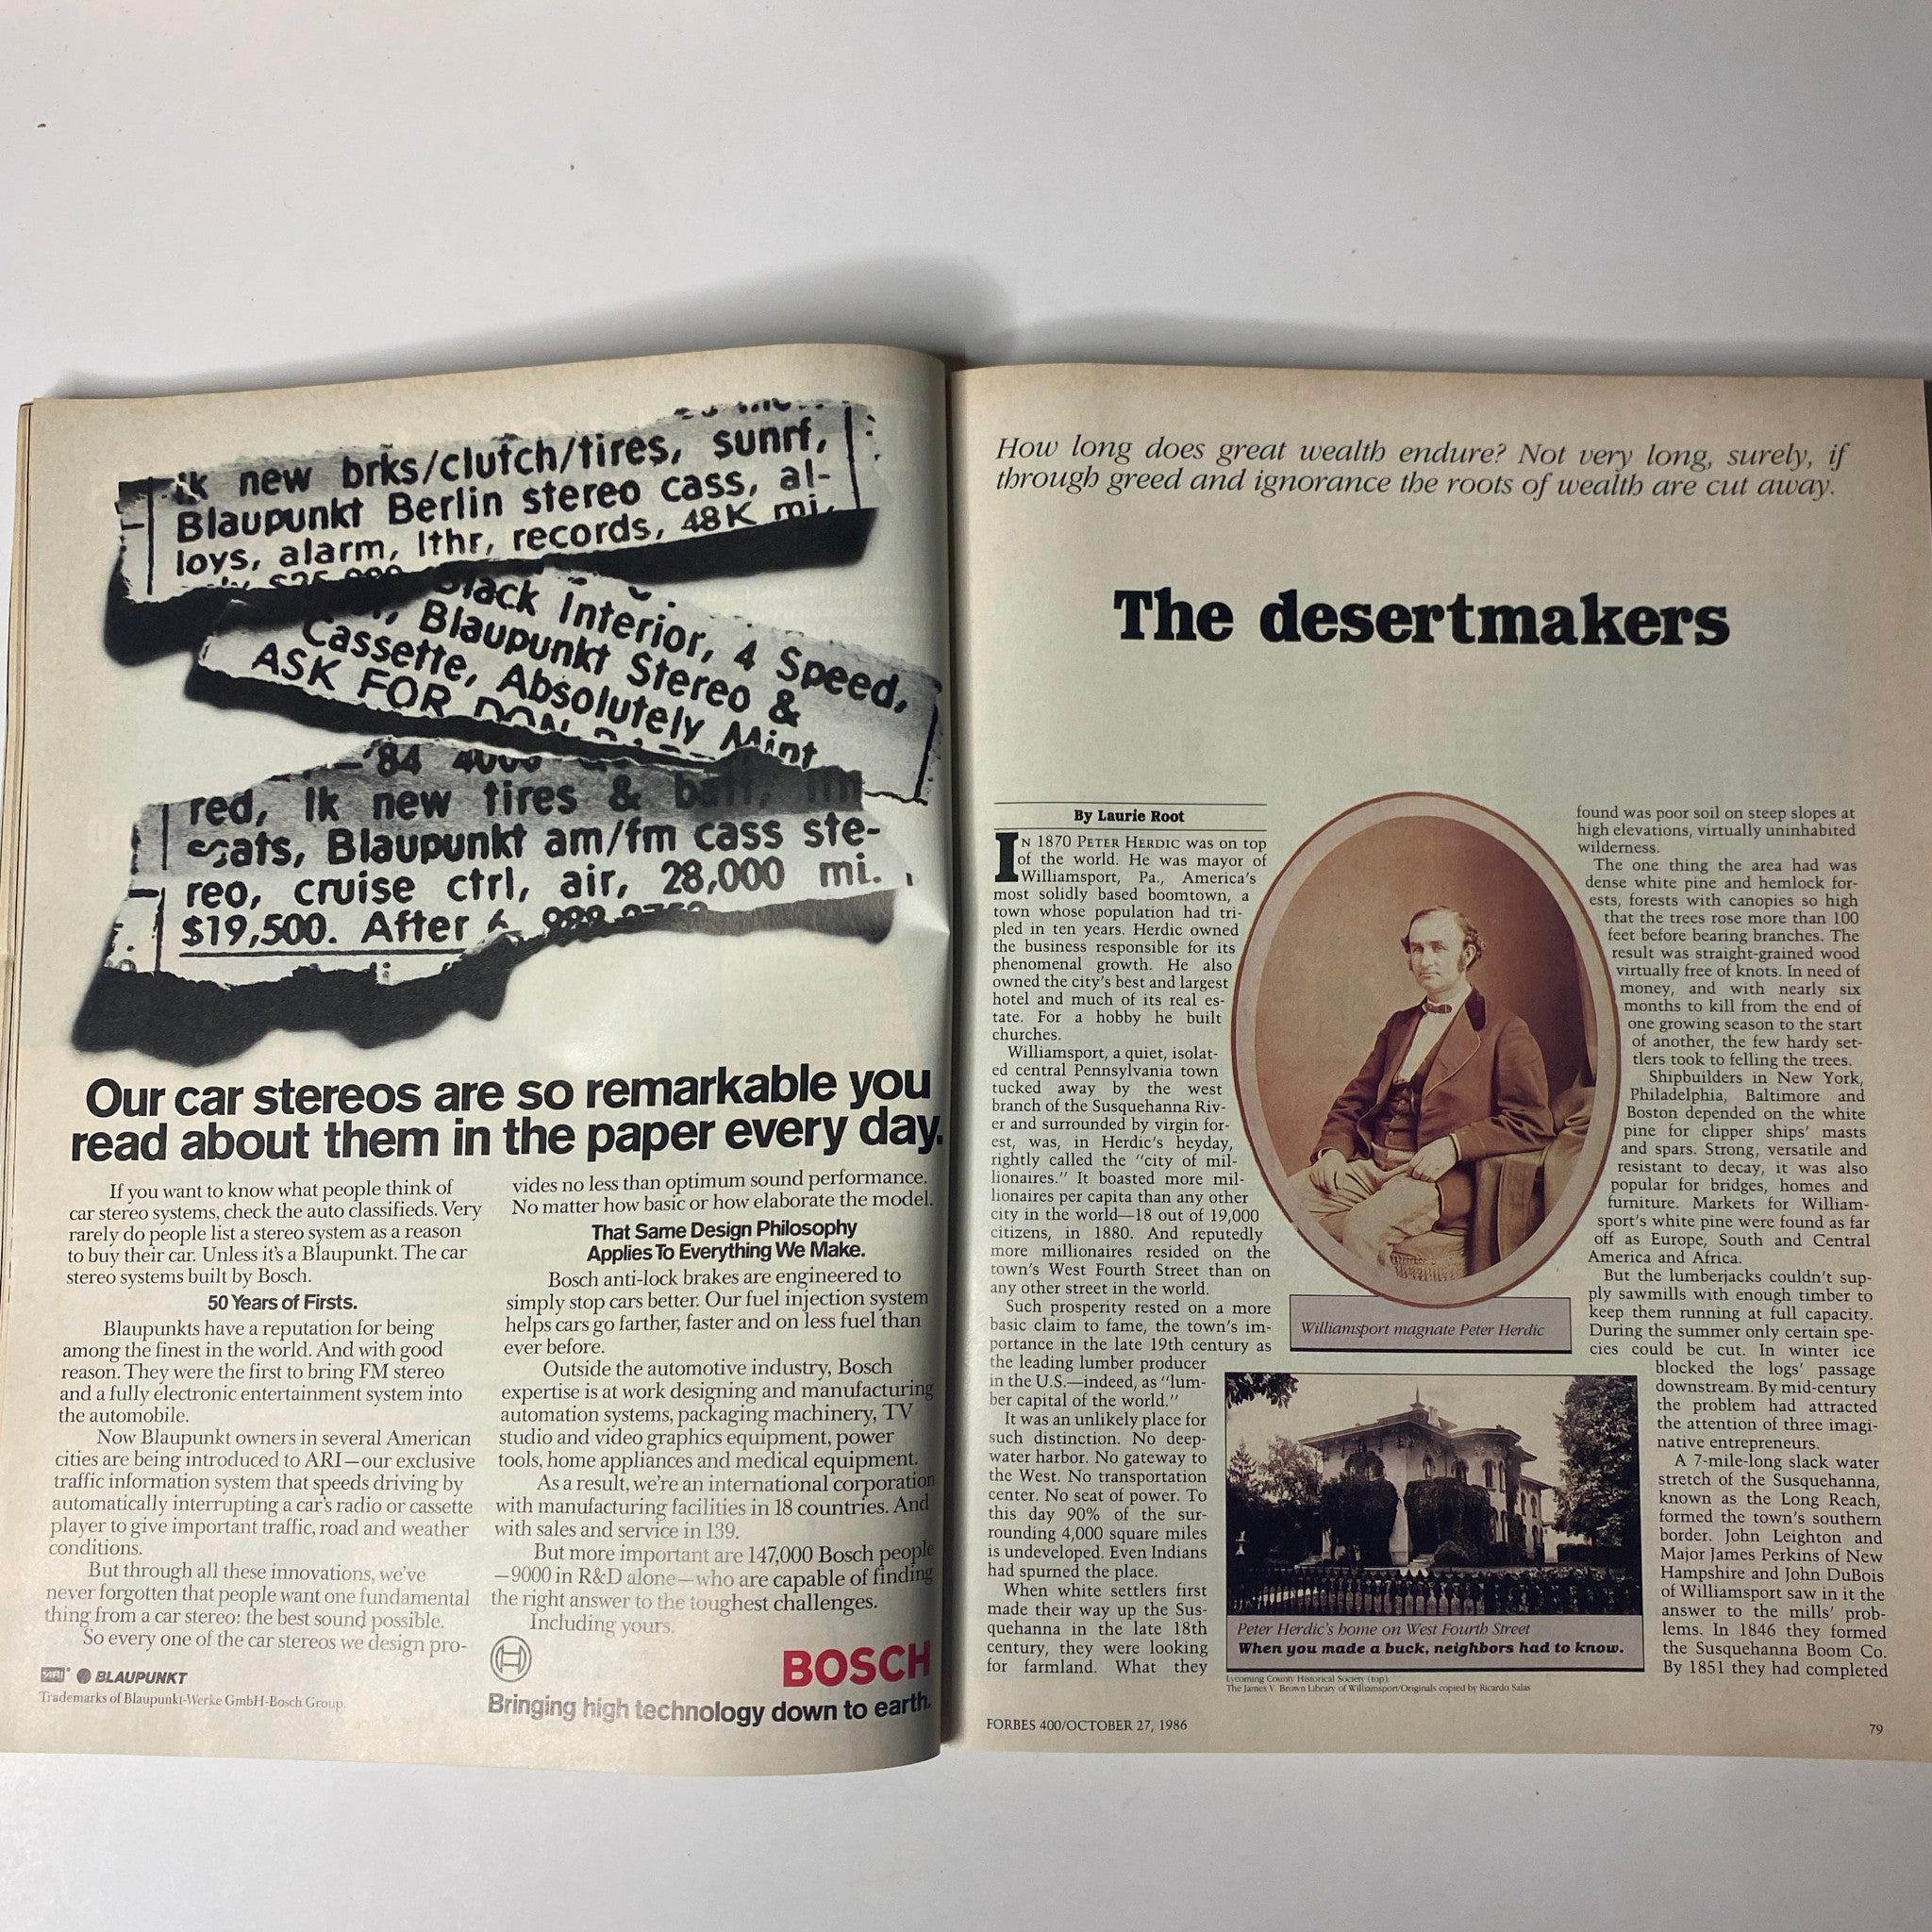 lk new brks/clutch/tires, sunrf,
Blaupunkt Berlin stereo cass, al-
loys, alarm, lthr, records, 48K mi.
Black Interior, 4 Speed,
Blaupunkt Stereo &
Cassette, Absolutely Mint
ASK FOR DON
'84 4000
red, lk new tires & batt,
seats, Blaupunkt am/fm cass ste-
reo, cruise ctrl, air, 28,000 mi.
$19,500. After 6
Our car stereos are so remarkable you
read about them in the paper every day.
If you want to know what people think of
car stereo systems, check the auto classifieds. Very
rarely do people list a stereo system as a reason
to buy their car. Unless it's a Blaupunkt. The car
stereo systems built by Bosch.
50 Years of Firsts.
Blaupunkts have a reputation for being
among the finest in the world. And with good
reason. They were the first to bring FM stereo
and a fully electronic entertainment system into
the automobile.
Now Blaupunkt owners in several American
cities are being introduced to ARI—our exclusive
traffic information system that speeds driving by
automatically interrupting a car's radio or cassette
player to give important traffic, road and weather
conditions.
But through all these innovations, we've
never forgotten that people want one fundamental
thing from a car stereo: the best sound possible.
So every one of the car stereos we design pro-
vides no less than optimum sound performance.
No matter how basic or how elaborate the model.
That Same Design Philosophy
Applies To Everything We Make.
Bosch anti-lock brakes are engineered to
simply stop cars better. Our fuel injection system
helps cars go farther, faster and on less fuel than
ever before.
Outside the automotive industry, Bosch
expertise is at work designing and manufacturing
automation systems, packaging machinery, TV
studio and video graphics equipment, power
tools, home appliances and medical equipment.
As a result, we're an international corporation
with manufacturing facilities in 18 countries. And
with sales and service in 139.
But more important are 147,000 Bosch people
—9000 in R&D alone—who are capable of finding
the right answer to the toughest challenges.
Including yours.
ARI BLAUPUNKT
Trademarks of Blaupunkt-Werke GmbH-Bosch Group.
BOSCH
Bringing high technology down to earth.
How long does great wealth endure? Not very long, surely, if
through greed and ignorance the roots of wealth are cut away.
The desertmakers
By Laurie Root
IN 1870 PETER HERDIC was on top
of the world. He was mayor of
Williamsport, Pa., America's
most solidly based boomtown, a
town whose population had tri-
pled in ten years. Herdic owned
the business responsible for its
phenomenal growth. He also
owned the city's best and largest
hotel and much of its real es-
tate. For a hobby he built
churches.
Williamsport, a quiet, isolat-
ed central Pennsylvania town
tucked away by the west
branch of the Susquehanna Riv-
er and surrounded by virgin for-
est, was, in Herdic's heyday,
rightly called the "city of mil-
lionaires." It boasted more mil-
lionaires per capita than any other
city in the world—18 out of 19,000
citizens, in 1880. And reputedly
more millionaires resided on the
town's West Fourth Street than on
any other street in the world.
Such prosperity rested on a more
basic claim to fame, the town's im-
portance in the late 19th century as
the leading lumber producer
in the U.S.—indeed, as "lum-
ber capital of the world."
It was an unlikely place for
such distinction. No deep-
water harbor. No gateway to
the West. No transportation
center. No seat of power. To
this day 90% of the sur-
rounding 4,000 square miles
is undeveloped. Even Indians
had spurned the place.
When white settlers first
made their way up the Sus-
quehanna in the late 18th
century, they were looking
for farmland. What they
Williamsport magnate Peter Herdic
Peter Herdic's home on West Fourth Street
When you made a buck, neighbors had to know.
Lycoming County Historical Society (top);
The James V. Brown Library of Williamsport/Originals copied by Ricardo Salas
found was poor soil on steep slopes at
high elevations, virtually uninhabited
wilderness.
The one thing the area had was
dense white pine and hemlock for-
ests, forests with canopies so high
that the trees rose more than 100
feet before bearing branches. The
result was straight-grained wood
virtually free of knots. In need of
money, and with nearly six
months to kill from the end of
one growing season to the start
of another, the few hardy set-
tlers took to felling the trees.
Shipbuilders in New York,
Philadelphia, Baltimore and
Boston depended on the white
pine for clipper ships' masts
and spars. Strong, versatile and
resistant to decay, it was also
popular for bridges, homes and
furniture. Markets for William-
sport's white pine were found as far
off as Europe, South and Central
America and Africa.
But the lumberjacks couldn't sup-
ply sawmills with enough timber to
keep them running at full capacity.
During the summer only certain spe-
cies could be cut. In winter ice
blocked the logs' passage
downstream. By mid-century
the problem had attracted
the attention of three imagi-
native entrepreneurs.
A 7-mile-long slack water
stretch of the Susquehanna,
known as the Long Reach,
formed the town's southern
border. John Leighton and
Major James Perkins of New
Hampshire and John DuBois
of Williamsport saw in it the
answer to the mills' prob-
lems. In 1846 they formed
the Susquehanna Boom Co.
By 1851 they had completed
FORBES 400/OCTOBER 27, 1986
79